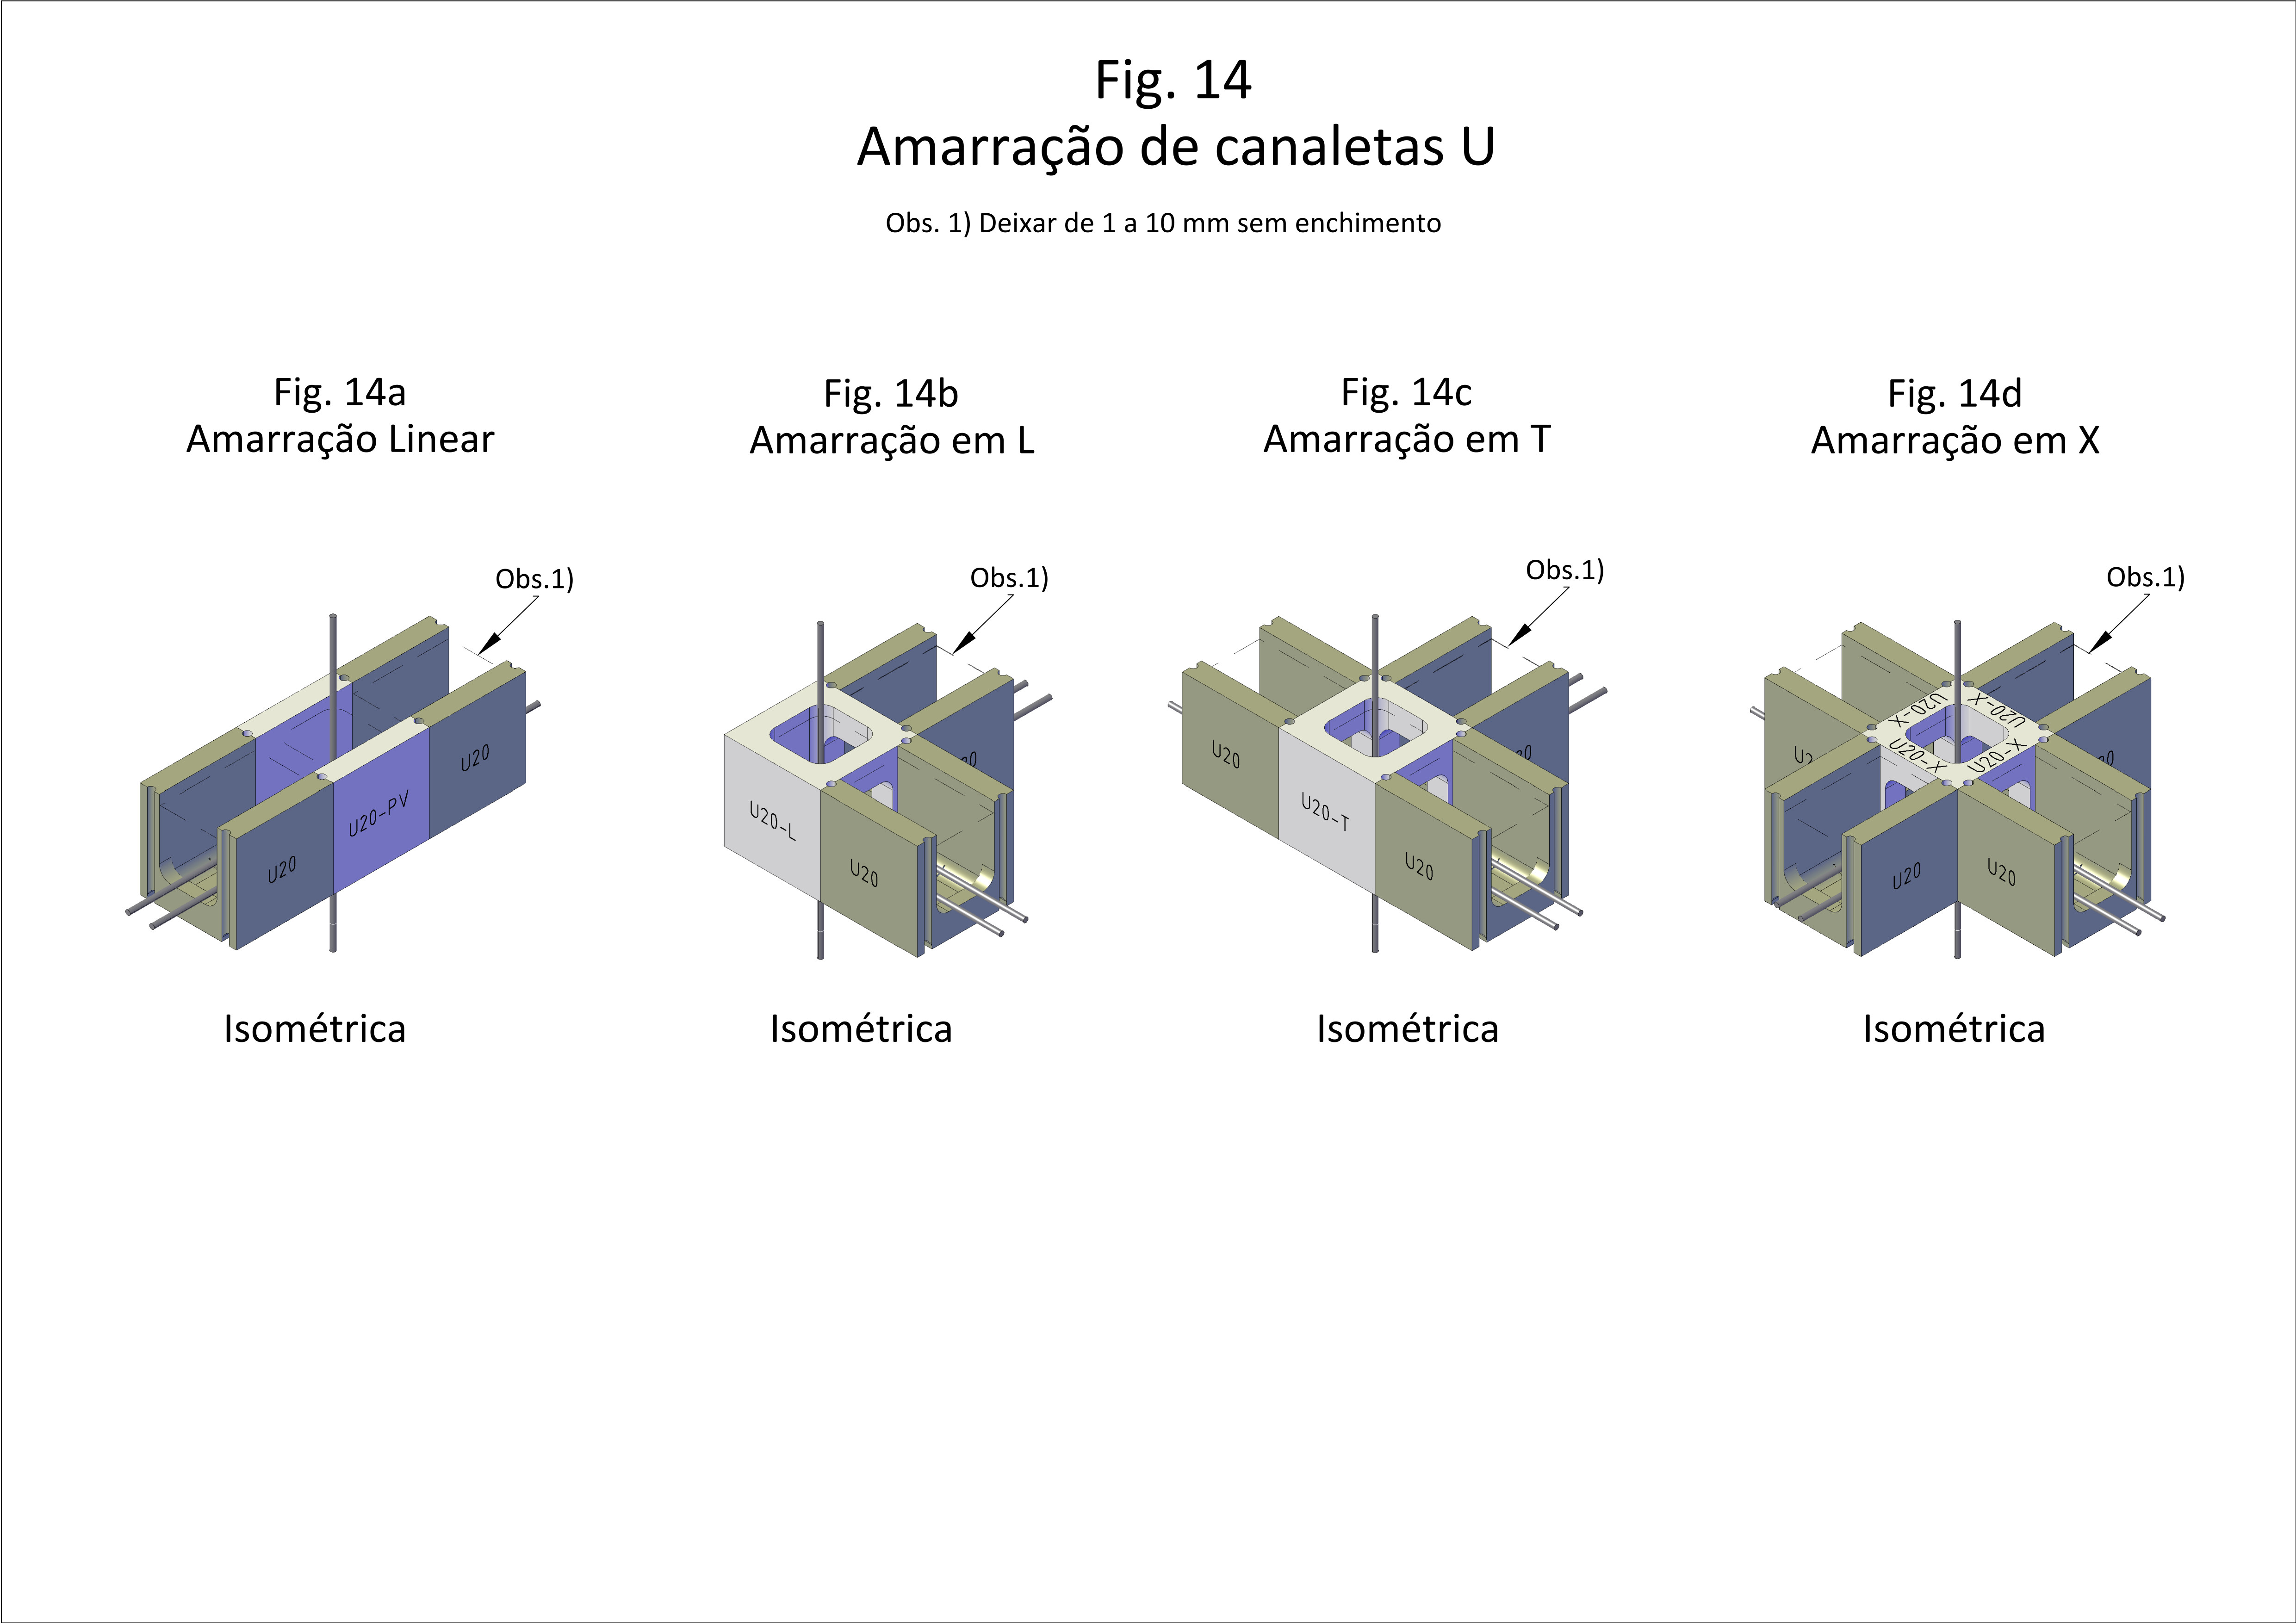 Fig. 14
Amarração de canaletas U
Obs. 1) Deixar de 1 a 10 mm sem enchimento
Fig. 14a
Amarração Linear
Fig. 14b
Amarração em L
Fig. 14c
Amarração em T
Fig. 14d
Amarração em X
Obs.1)
U20
U20-PV
U20
Isométrica
Obs.1)
U20-L
U20
Isométrica
Obs.1)
U20
U20-T
U20
Isométrica
Obs.1)
U20-X
U20-X
U20-X
U20-X
U20
U20
Isométrica